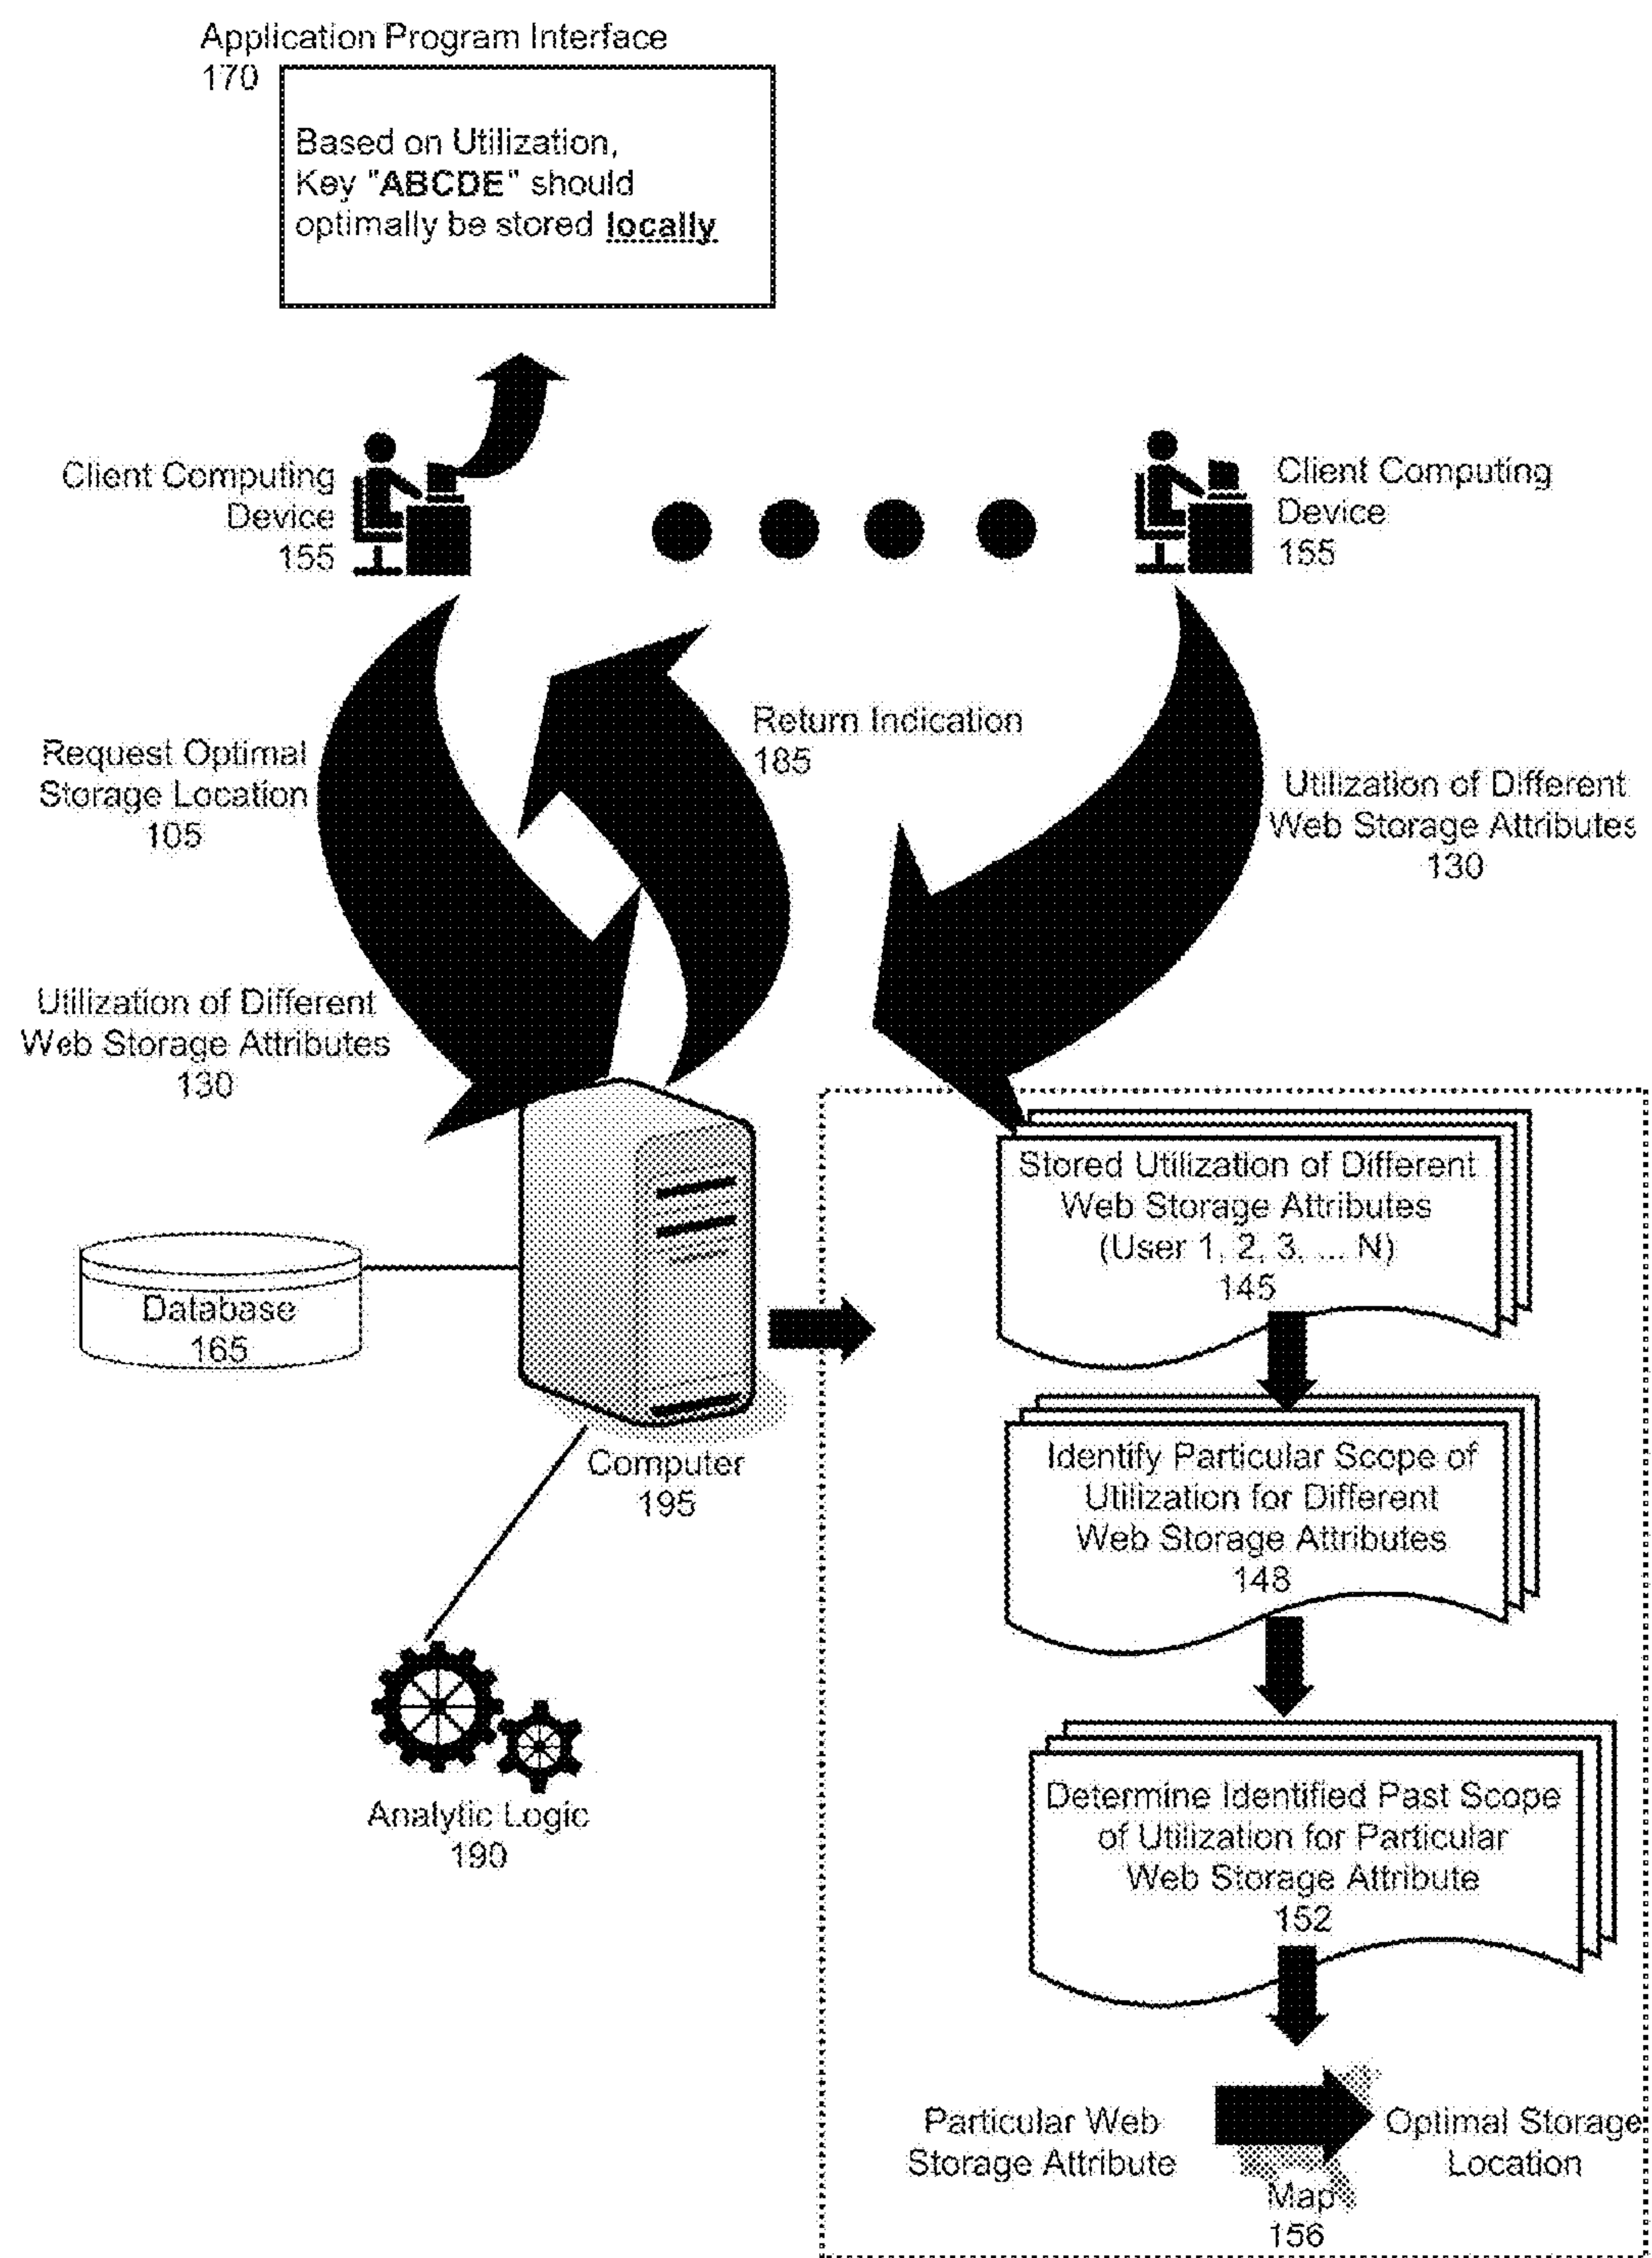 Application Program Interface
170
Based on Utilization,
Key "ABCDE" should
optimally be stored locally
Client Computing
Device
155
Client Computing
Device
155
Request Optimal
Storage Location
105
Return Indication
185
Utilization of Different
Web Storage Attributes
130
Utilization of Different
Web Storage Attributes
130
Stored Utilization of Different
Web Storage Attributes
(User 1, 2, 3, ... N)
145
Database
165
Computer
195
Identify Particular Scope of
Utilization for Different
Web Storage Attributes
148
Analytic Logic
190
Determine Identified Past Scope
of Utilization for Particular
Web Storage Attribute
152
Particular Web
Storage Attribute
Optimal Storage
Location
Map
156